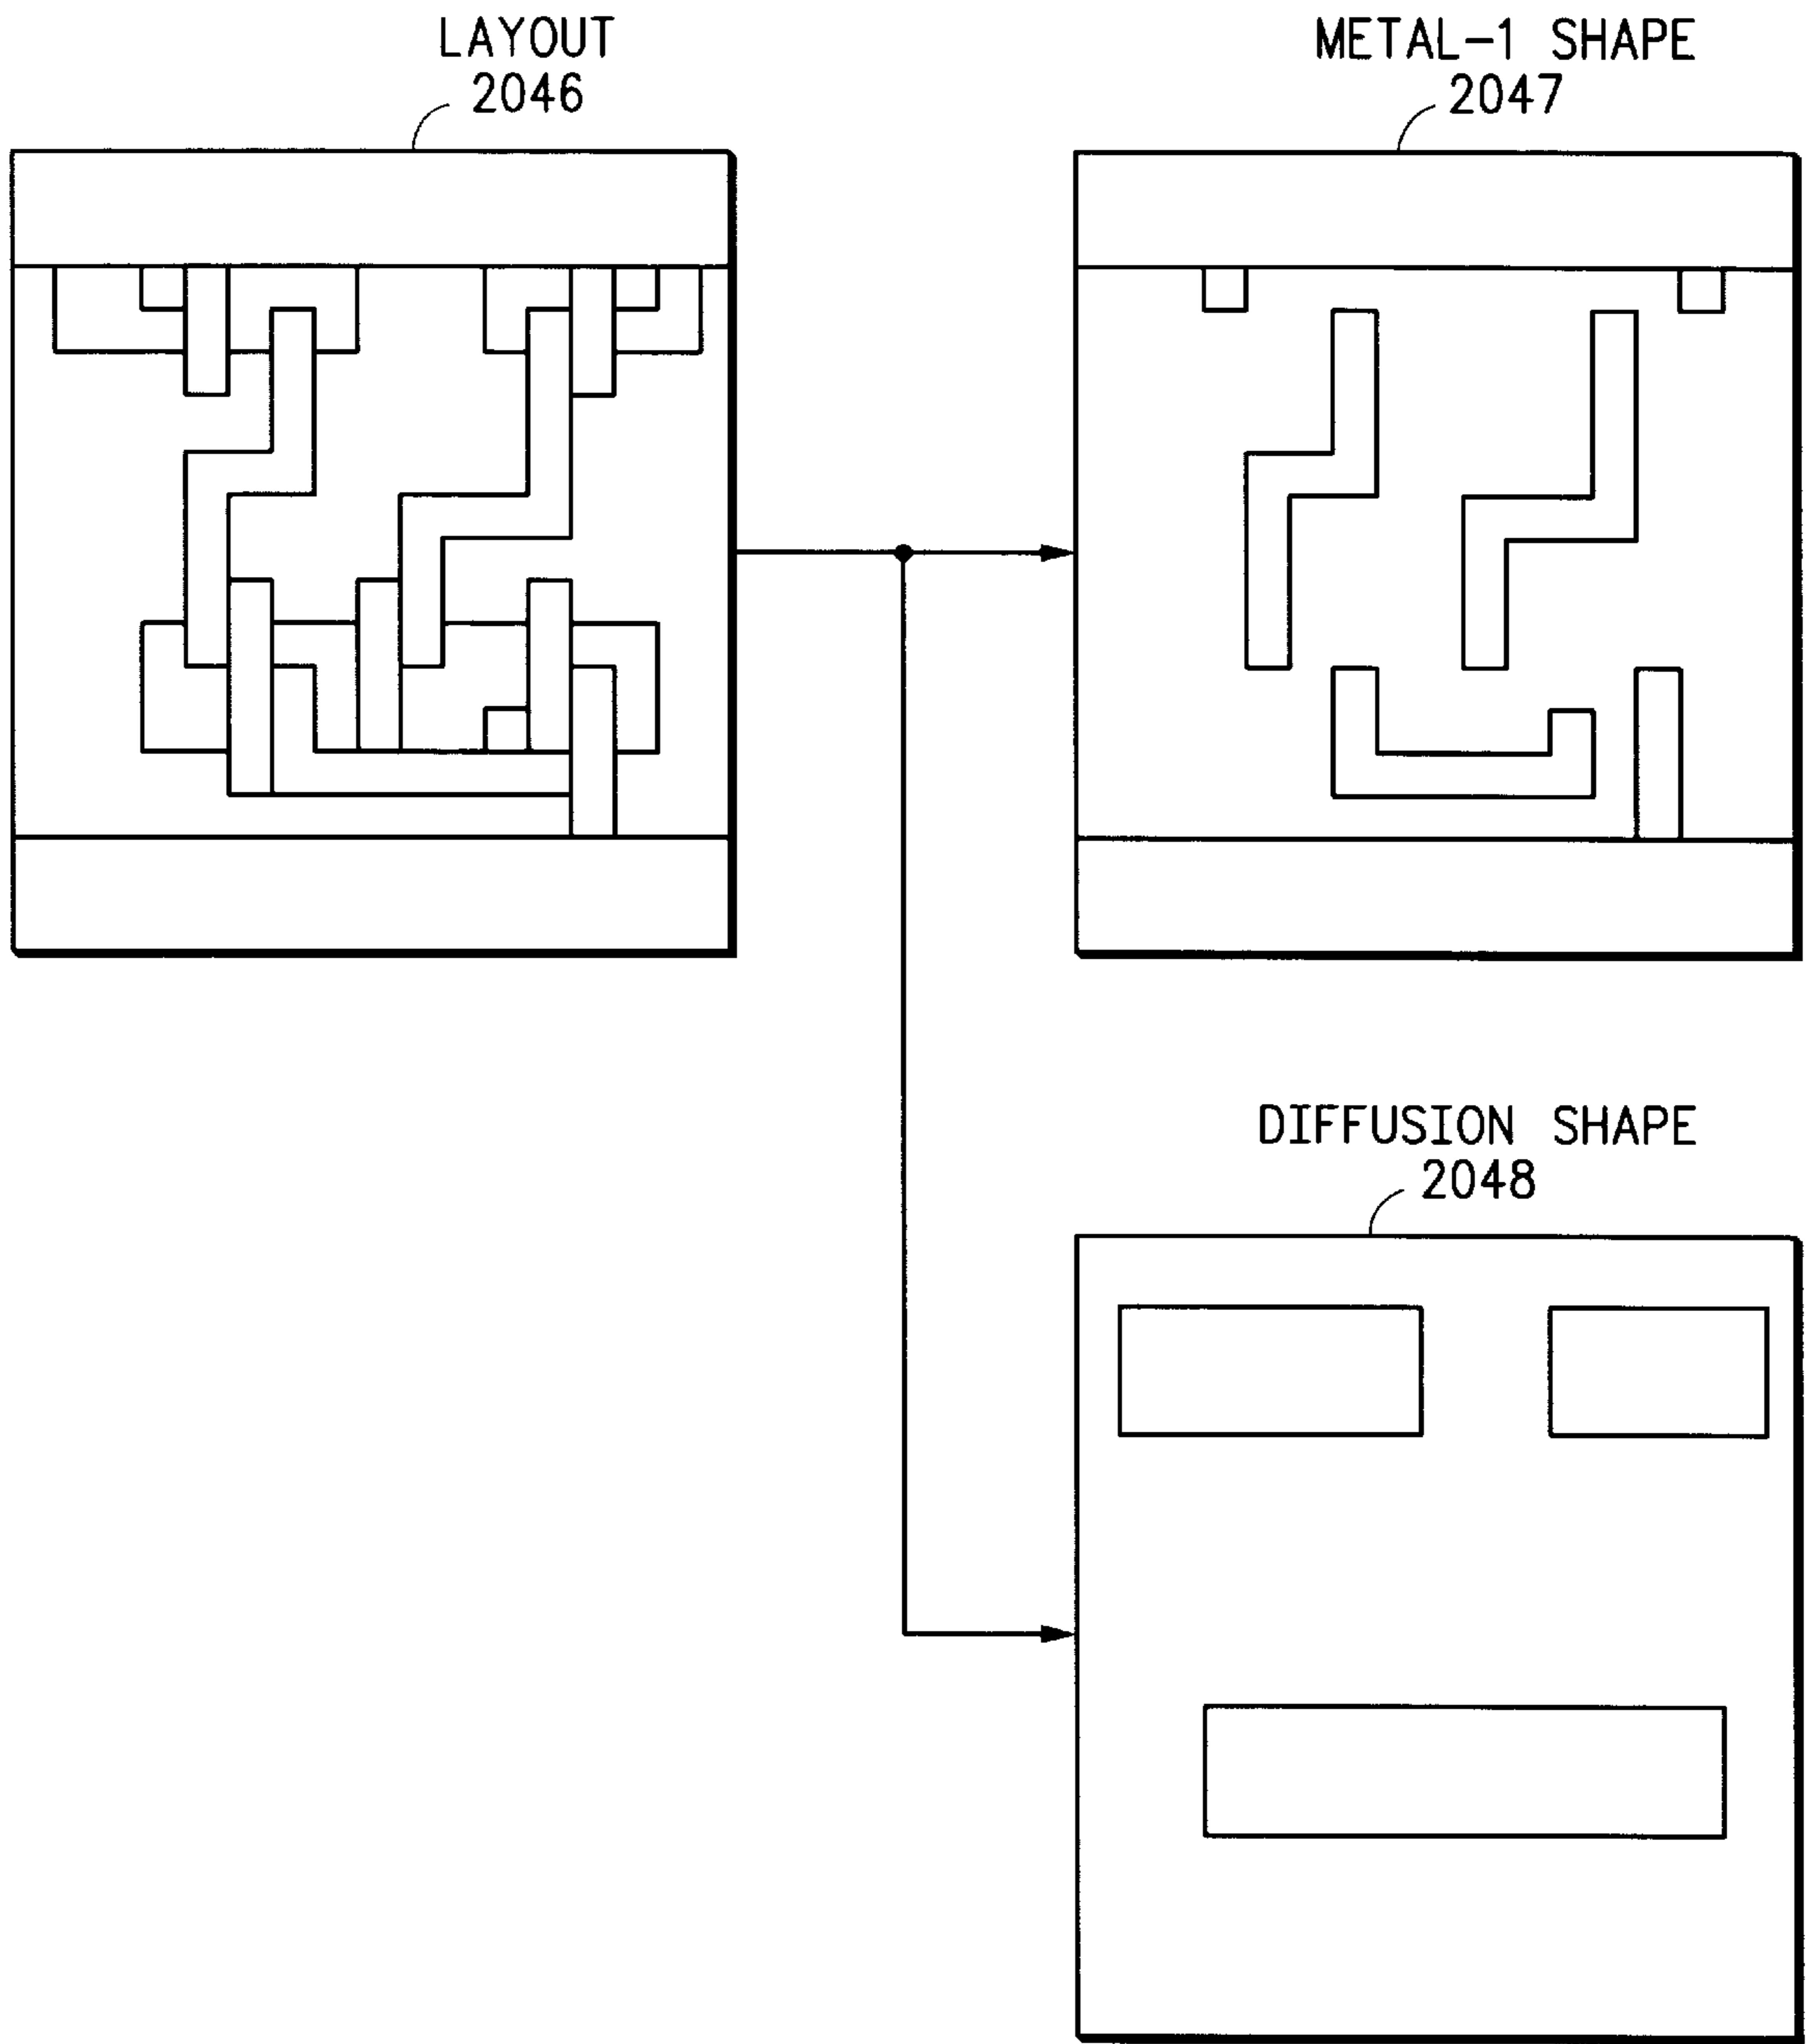 LAYOUT
2046
METAL-1 SHAPE
2047
DIFFUSION SHAPE
2048